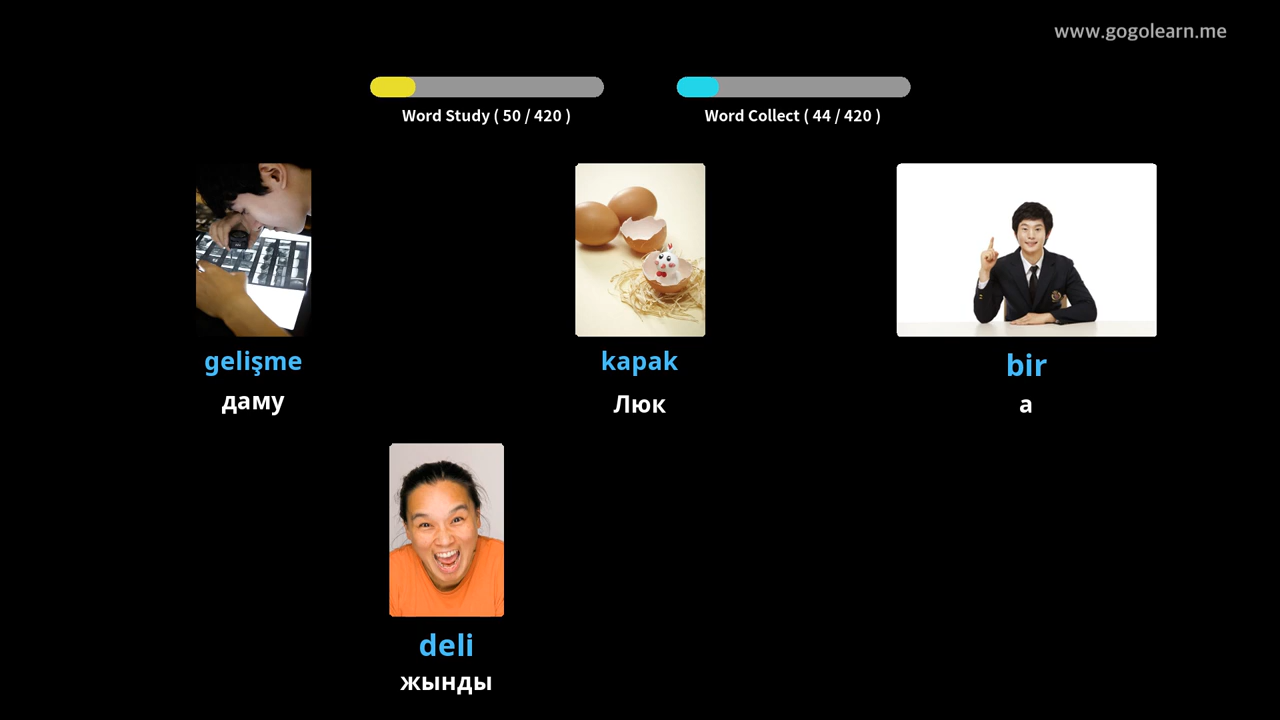 www.gogolearn.me
Word Study ( 50 / 420 )
Word Collect ( 44 / 420 )
gelişme
даму
kapak
Люк
bir
а
deli
жынды